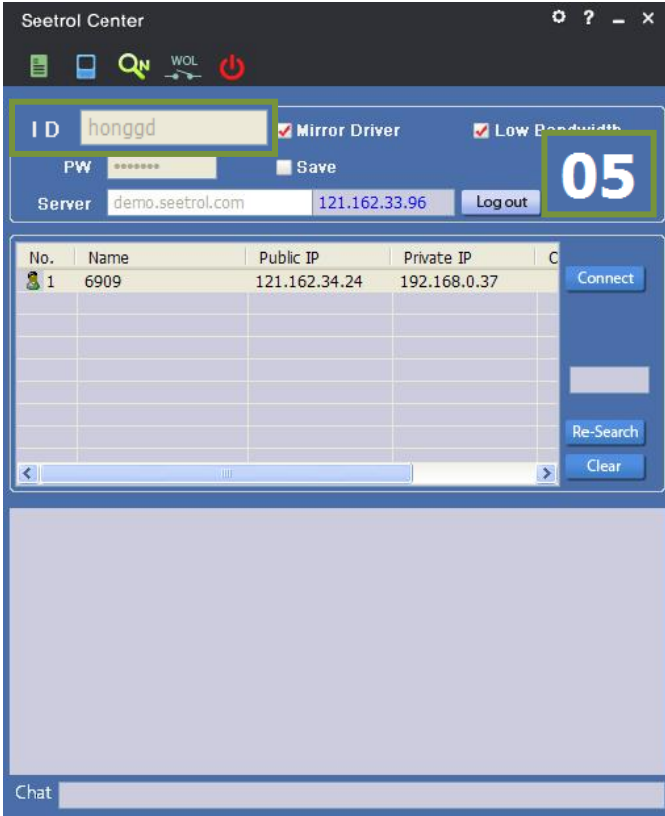 Seetrol Center ? _ ×
QN WOL
ID honggd Mirror Driver Low Bandwidth
05
PW ******* Save
Server demo.seetrol.com 121.162.33.96 Log out
No. Name Public IP Private IP C
1 6909 121.162.34.24 192.168.0.37
Connect
Re-Search
Clear
Chat